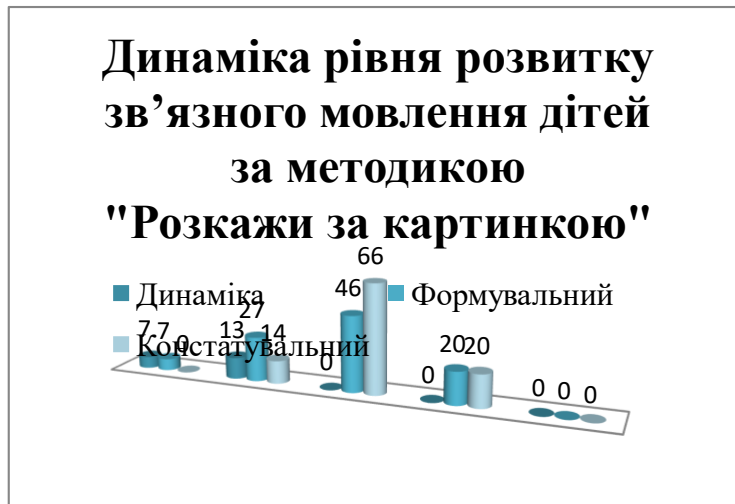 Динаміка рівня розвитку
зв’язного мовлення дітей
за методикою
"Розкажи за картинкою"
Динаміка Формувальний
Констатувальний
7 7 0
13 27 14
0 46 66
0 20 20
0 0 0